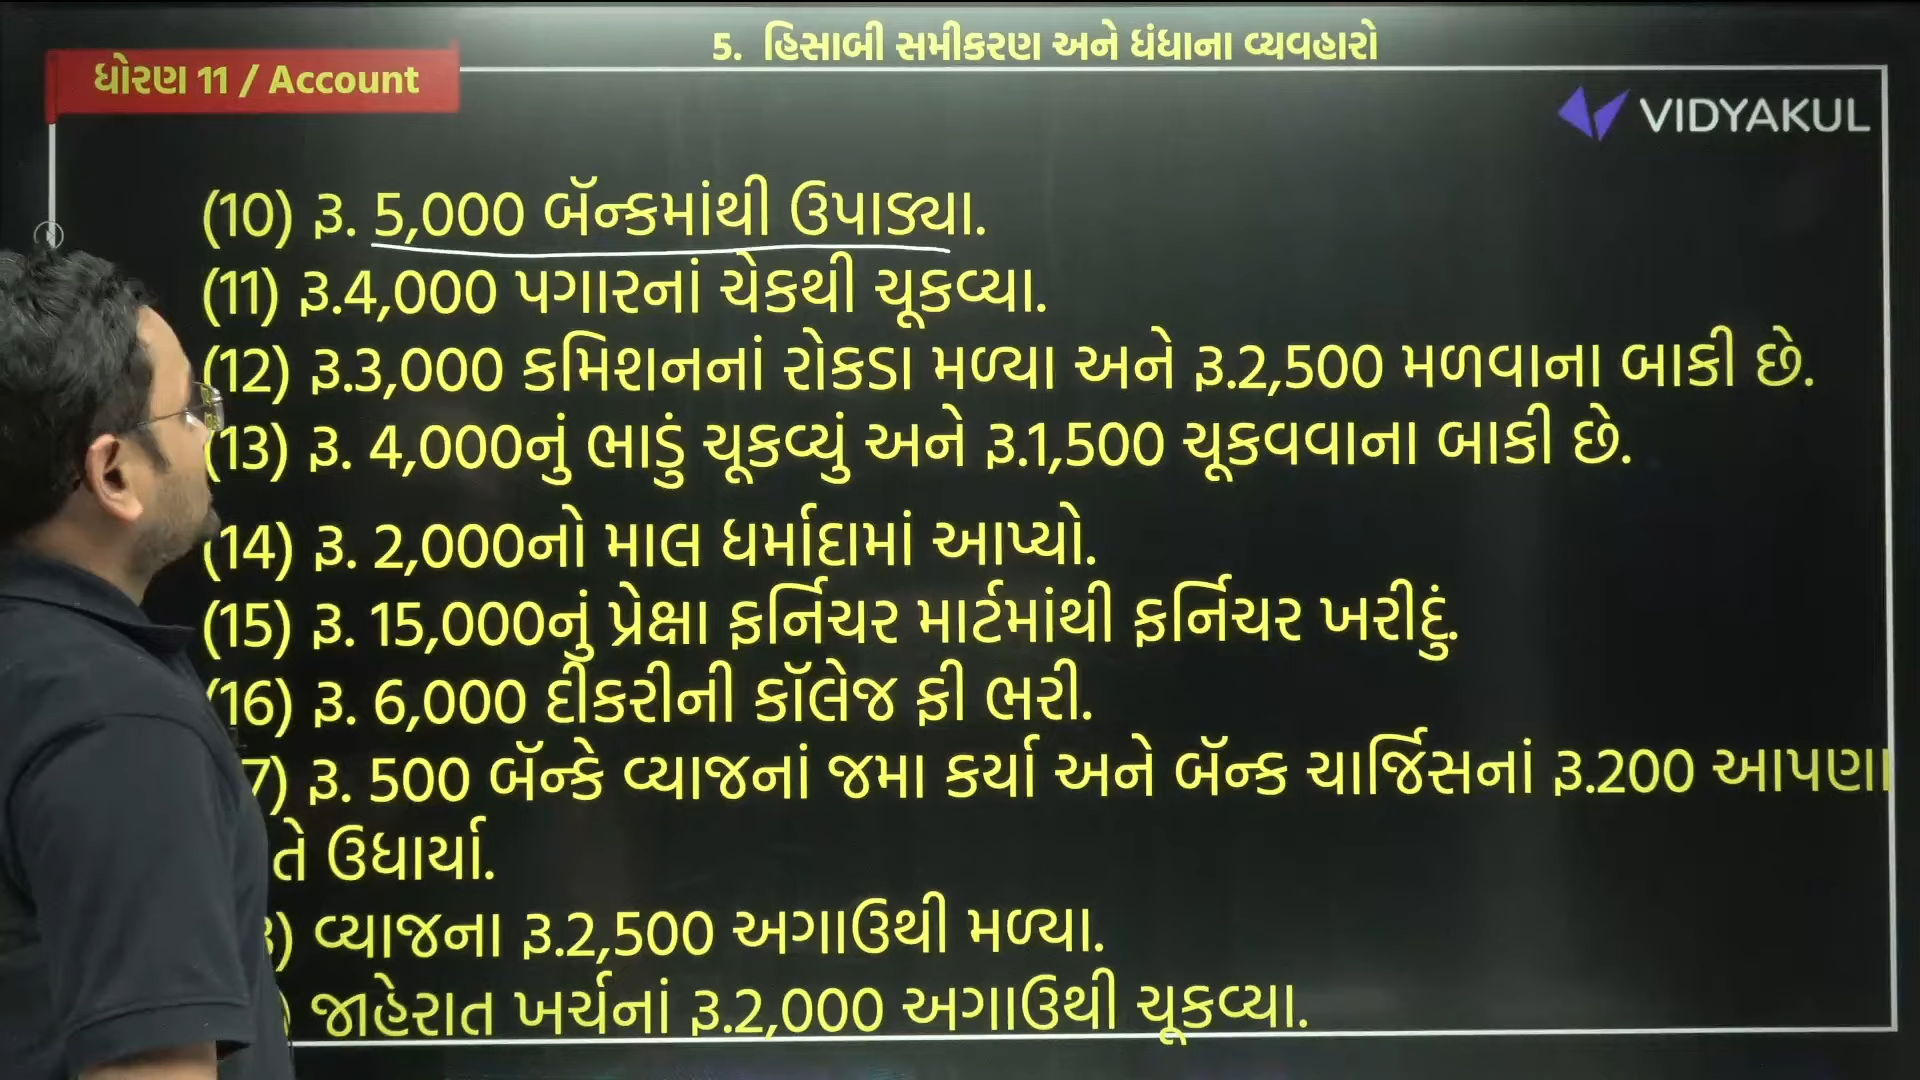 5. હિસાબી સમીકરણ અને ધંધાના વ્યવહારો
ધોરણ 11 / Account
VIDYAKUL
(10) રૂ. 5,000 બૅન્કમાંથી ઉપાડ્યા.
(11) રૂ.4,000 પગારનાં ચેકથી ચૂકવ્યા.
(12) રૂ.3,000 કમિશનનાં રોકડા મળ્યા અને રૂ.2,500 મળવાના બાકી છે.
(13) રૂ. 4,000નું ભાડું ચૂકવ્યું અને રૂ.1,500 ચૂકવવાના બાકી છે.
(14) રૂ. 2,000નો માલ ધર્માદામાં આપ્યો.
(15) રૂ. 15,000નું પ્રેક્ષા ફર્નિચર માર્ટમાંથી ફર્નિચર ખરીદું.
(16) રૂ. 6,000 દીકરીની કૉલેજ ફી ભરી.
7) રૂ. 500 બૅન્કે વ્યાજનાં જમા કર્યા અને બૅન્ક ચાર્જિસનાં રૂ.200 આપણા
તે ઉધાર્યા.
) વ્યાજના રૂ.2,500 અગાઉથી મળ્યા.
) જાહેરાત ખર્ચનાં રૂ.2,000 અગાઉથી ચૂકવ્યા.